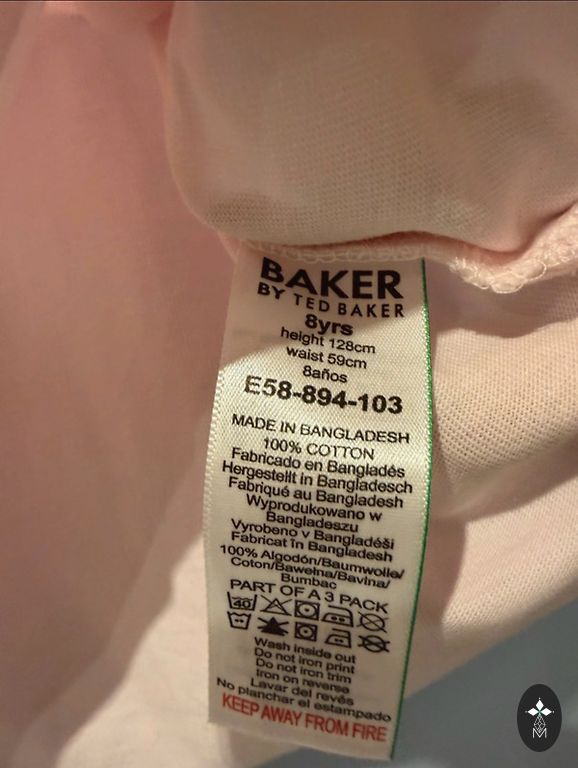 BAKER
BY TED BAKER
8yrs
height 128cm
waist 59cm
8años
E58-894-103
MADE IN BANGLADESH
100% COTTON
Fabricado en Bangladés
Hergestellt in Bangladesch
Fabriqué au Bangladesh
Wyprodukowano w
Bangladeszu
Vyrobeno v Bangladéši
Fabricat în Bangladesh
100% Algodón/Baumwolle/
Coton/Bawełna/Bavlna/
Bumbac
PART OF A 3 PACK
40
Wash inside out
Do not iron print
Do not iron trim
Iron on reverse
Lavar del revés
No planchar el estampado
KEEP AWAY FROM FIRE
M